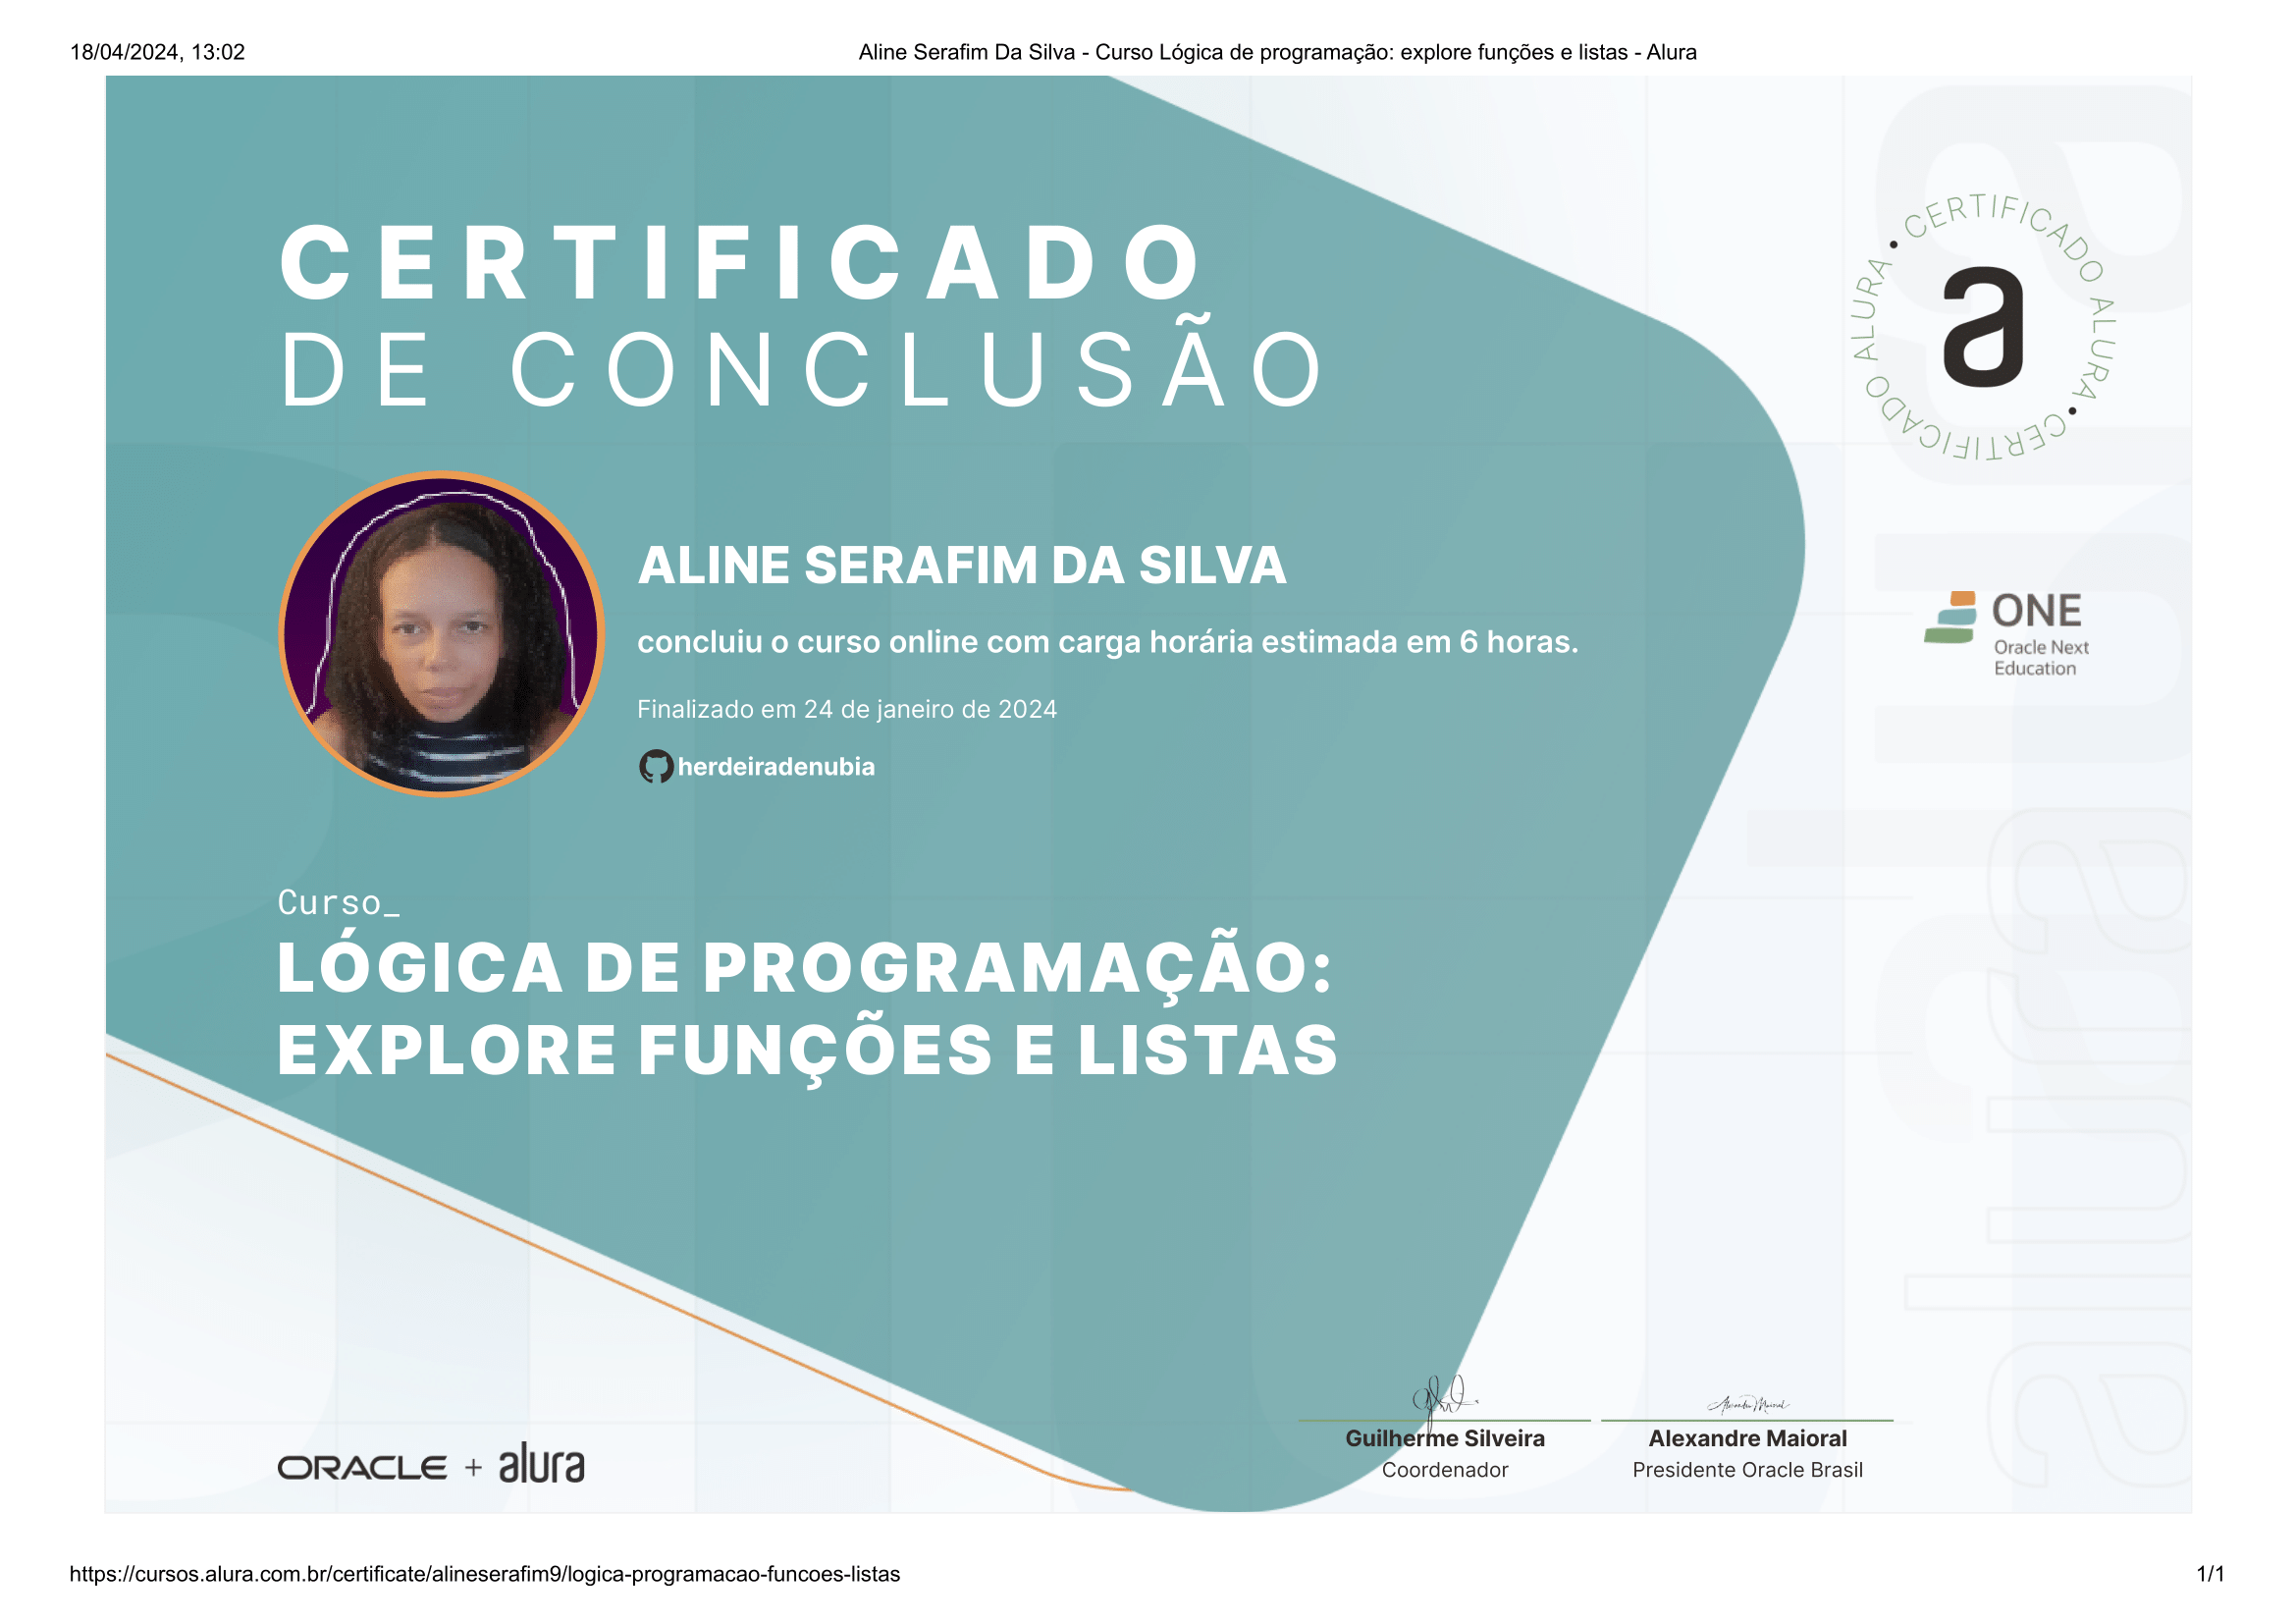 18/04/2024, 13:02
Aline Serafim Da Silva - Curso Lógica de programação: explore funções e listas - Alura
CERTIFICADO
DE CONCLUSÃO
• CERTIFICADO ALURA • CERTIFICADO ALURA
a
ALINE SERAFIM DA SILVA
concluiu o curso online com carga horária estimada em 6 horas.
Finalizado em 24 de janeiro de 2024
herdeiradenubia
ONE
Oracle Next
Education
Curso_
LÓGICA DE PROGRAMAÇÃO:
EXPLORE FUNÇÕES E LISTAS
alura
alura
ORACLE + alura
Guilherme Silveira
Coordenador
Alexandre Maioral
Presidente Oracle Brasil
https://cursos.alura.com.br/certificate/alineserafim9/logica-programacao-funcoes-listas
1/1